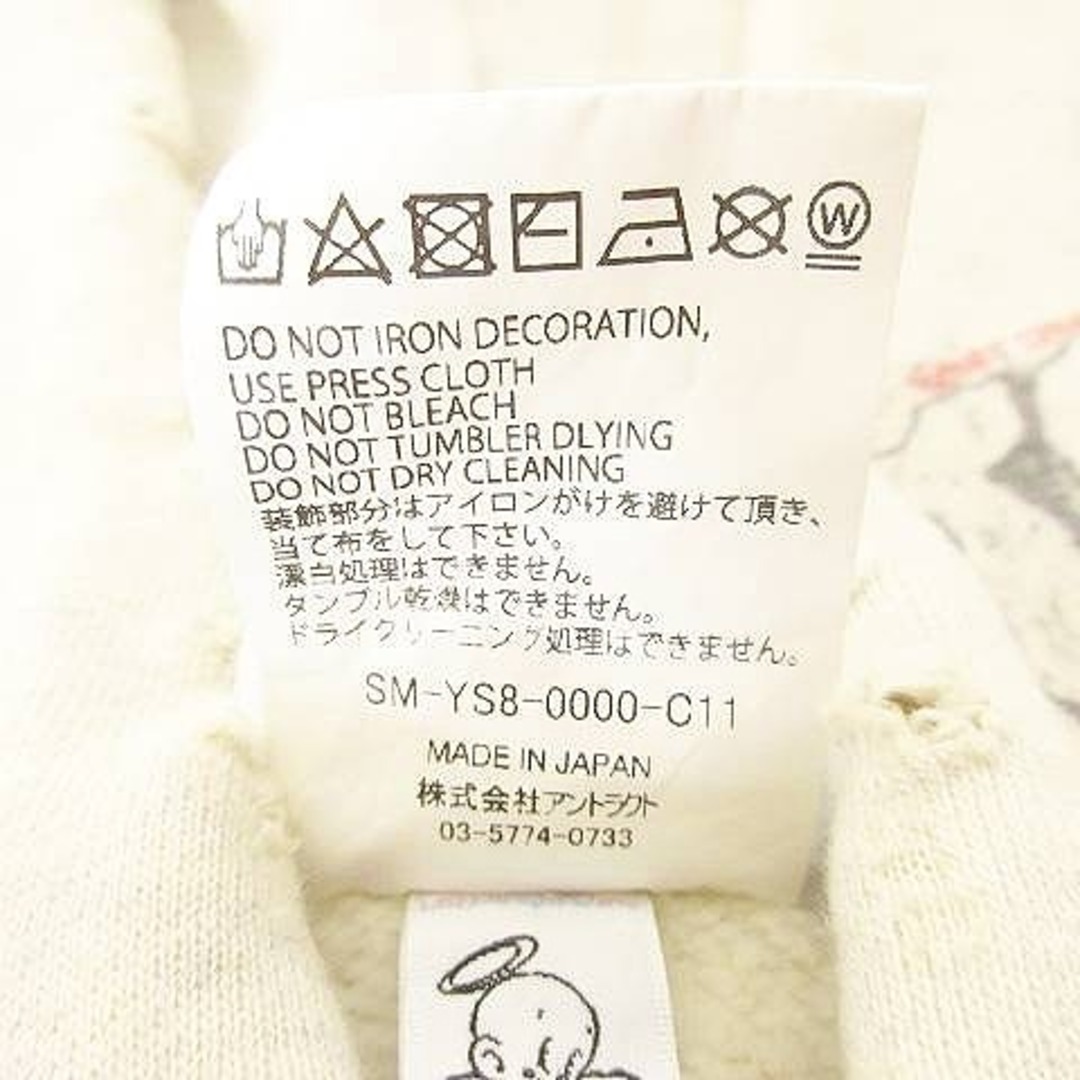 W
DO NOT IRON DECORATION,
USE PRESS CLOTH
DO NOT BLEACH
DO NOT TUMBLER DLYING
DO NOT DRY CLEANING
装飾部分はアイロンがけを避けて頂き、
当て布をして下さい。
漂白処理はできません。
タンブル乾燥はできません。
ドライクリーニング処理はできません。
SM-YS8-0000-C11
MADE IN JAPAN
株式会社アントラクト
03-5774-0733